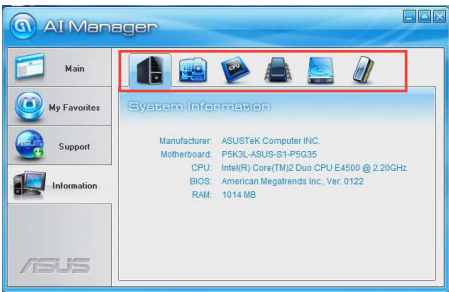 AI Manager
Main
My Favorites
Support
Information
ASUS
CPU
System Information
Manufacturer: ASUSTeK Computer INC.
Motherboard: P5K3L-ASUS-S1-P5G35
CPU: Intel(R) Core(TM)2 Duo CPU E4500 @ 2.20GHz
BIOS: American Megatrends Inc., Ver: 0122
RAM: 1014 MB